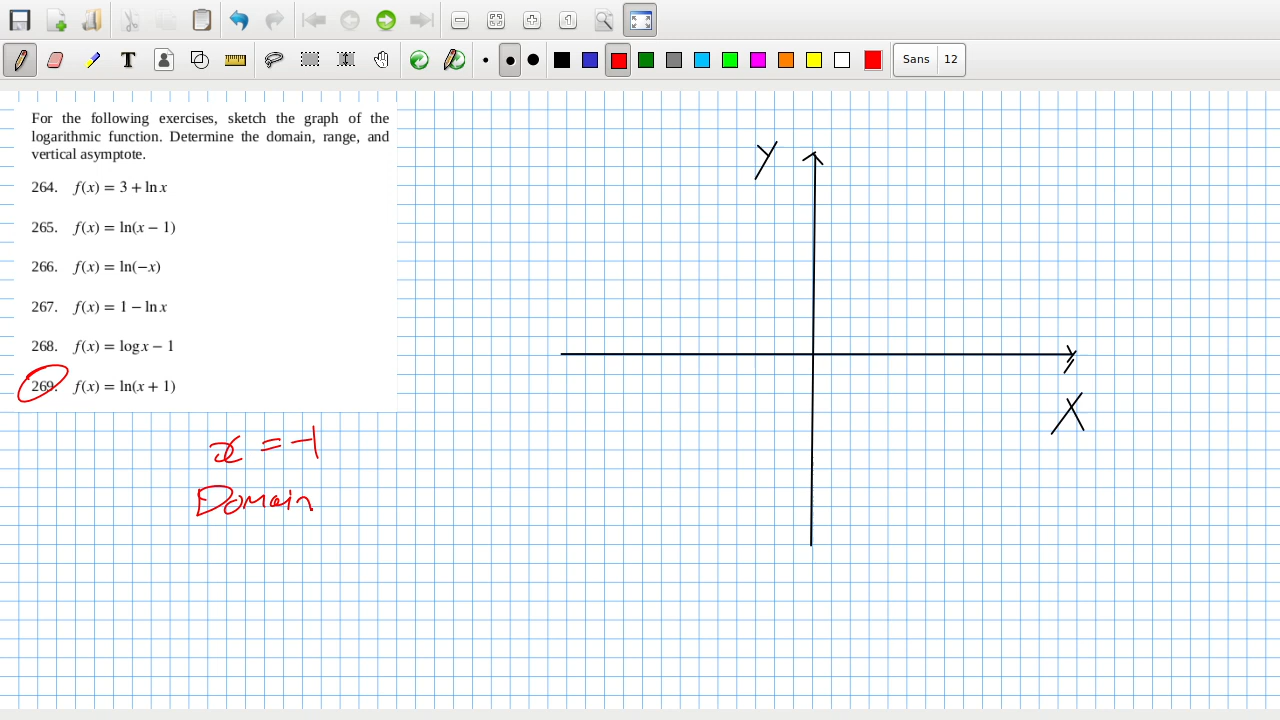 Sans 12
For the following exercises, sketch the graph of the
logarithmic function. Determine the domain, range, and
vertical asymptote.
264. f(x) = 3 + ln x
265. f(x) = ln(x − 1)
266. f(x) = ln(−x)
267. f(x) = 1 − ln x
268. f(x) = log x − 1
269. f(x) = ln(x + 1)
x = -1
Domain
Y
X